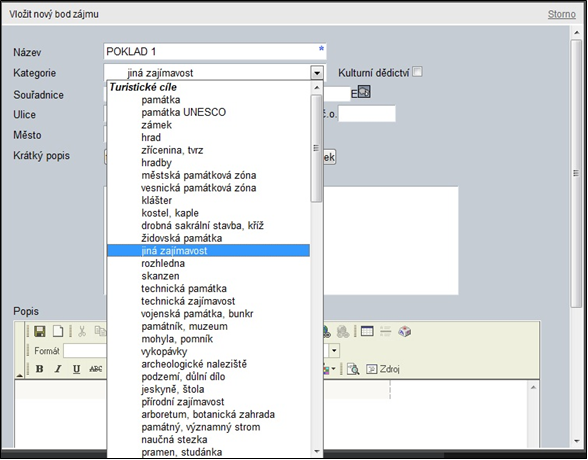 Vložit nový bod zájmu Storno
Název POKLAD 1 *
Kategorie jiná zajímavost Kulturní dědictví
Turistické cíle
Souřadnice E
památka
Ulice památka UNESCO č.o.
zámek
Město hrad
Krátký popis zřícenina, tvrz
hradby
městská památková zóna
vesnická památková zóna
klášter
kostel, kaple
drobná sakrální stavba, kříž
židovská památka
jiná zajímavost
rozhledna
skanzen
technická památka
technická zajímavost
Popis vojenská památka, bunkr
památník, muzeum
mohyla, pomník
Formát vykopávky
archeologické naleziště
B I U ABC podzemí, důlní dílo Zdroj
jeskyně, štola
přírodní zajímavost
arboretum, botanická zahrada
památný, významný strom
naučná stezka
pramen, studánka